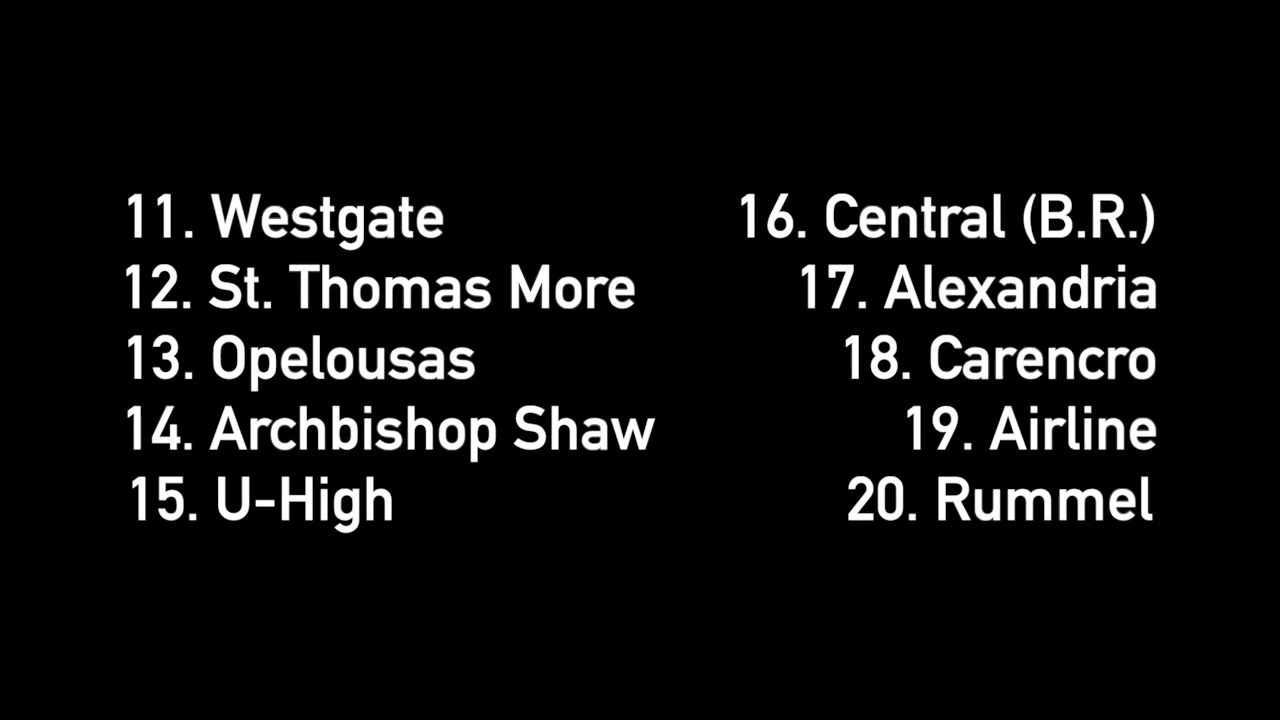 11. Westgate
12. St. Thomas More
13. Opelousas
14. Archbishop Shaw
15. U-High
16. Central (B.R.)
17. Alexandria
18. Carencro
19. Airline
20. Rummel